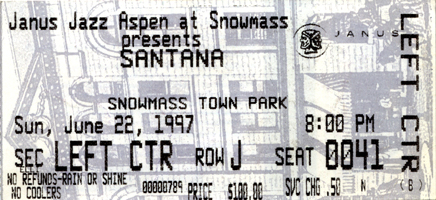 Janus Jazz Aspen at Snowmass
presents
SANTANA
JANUS
SNOWMASS TOWN PARK
Sun, June 22, 1997 8:00 PM
SEC LEFT CTR ROW J SEAT 0041
NO REFUNDS-RAIN OR SHINE
NO COOLERS
00000789 PRICE $100.00 SVC CHG .50 N (8)
LEFT CTR